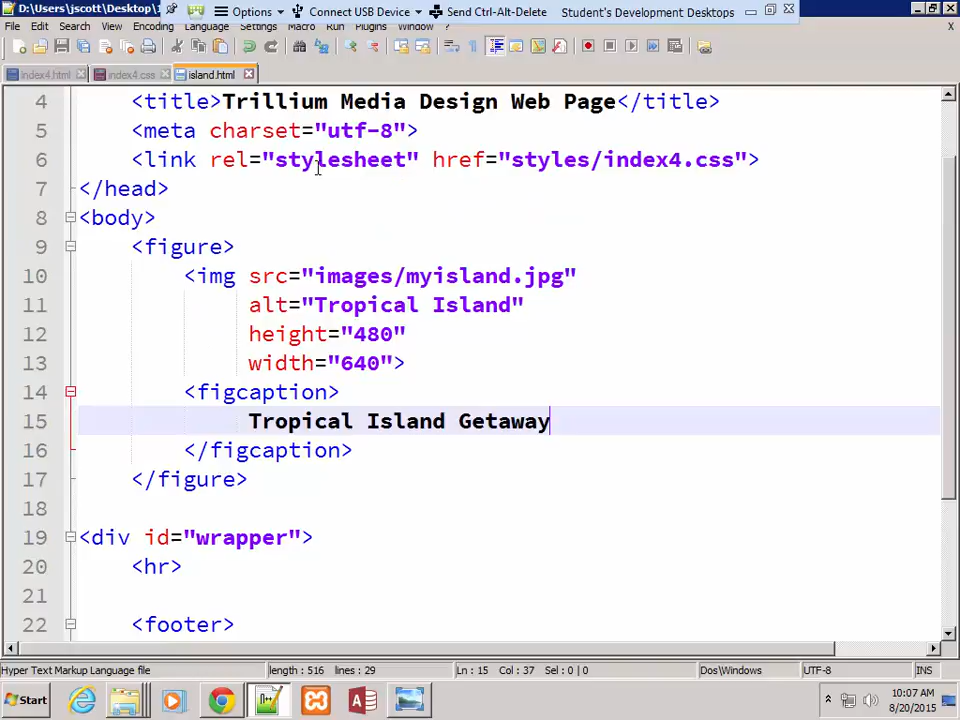 D:\Users\jscott\Desktop\1
Options
Connect USB Device
Send Ctrl-Alt-Delete
Student's Development Desktops
File Edit Search View Encoding Language Settings Macro Run Plugins Window
X
index4.html
index4.css
island.html
4 <title>Trillium Media Design Web Page</title>
5 <meta charset="utf-8">
6 <link rel="stylesheet" href="styles/index4.css">
7 </head>
8 <body>
9 <figure>
10 <img src="images/myisland.jpg"
11 alt="Tropical Island"
12 height="480"
13 width="640">
14 <figcaption>
15 Tropical Island Getaway
16 </figcaption>
17 </figure>
18
19 <div id="wrapper">
20 <hr>
21
22 <footer>
Hyper Text Markup Language file
length : 516 lines : 29
Ln : 15 Col : 37 Sel : 0 | 0
Dos\Windows
UTF-8
INS
Start
10:07 AM
8/20/2015